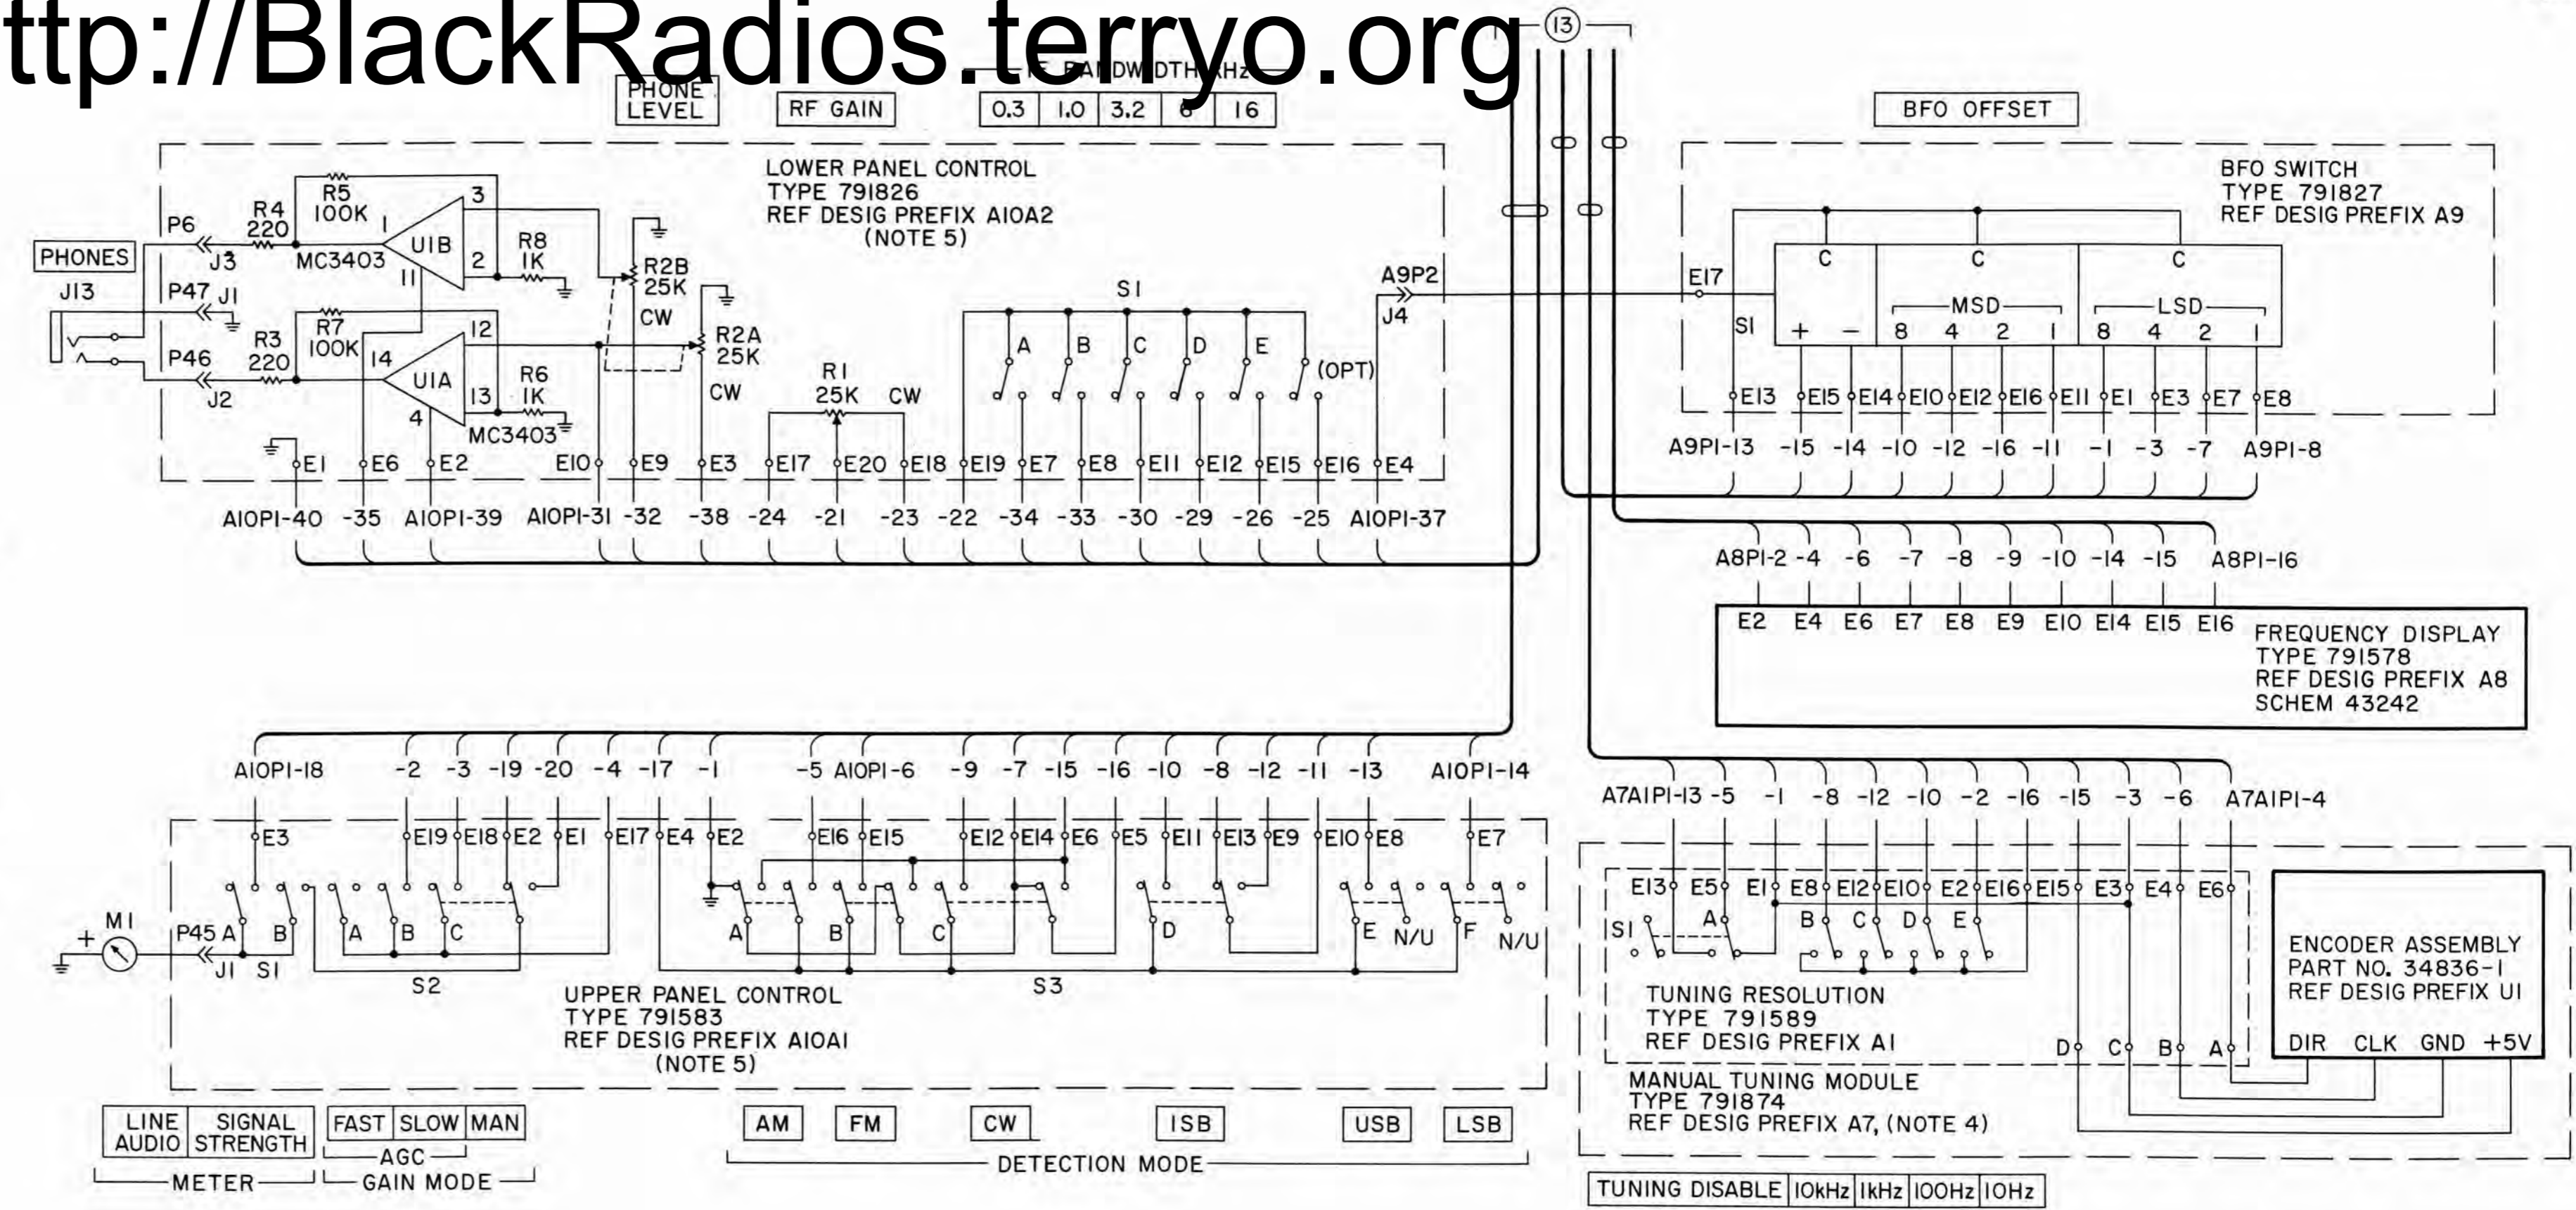 ttp://BlackRadios.terryo.org
13
IF BANDWIDTH kHz
PHONE
LEVEL
RF GAIN
0.3 1.0 3.2 6 16
BFO OFFSET
LOWER PANEL CONTROL
TYPE 791826
REF DESIG PREFIX A10A2
(NOTE 5)
PHONES
J13
P6
J3
P47
J1
P46
J2
R4
220
R5
100K
MC3403
1
U1B
3
2
11
R8
1K
R3
220
R7
100K
14
U1A
12
13
4
R6
1K
MC3403
R2B
25K
CW
R2A
25K
CW
R1
25K
CW
S1
A B C D E (OPT)
A9P2
J4
E1 E6 E2 E10 E9 E3 E17 E20 E18 E19 E7 E8 E11 E12 E15 E16 E4
A10P1-40 -35 A10P1-39 A10P1-31 -32 -38 -24 -21 -23 -22 -34 -33 -30 -29 -26 -25 A10P1-37
BFO SWITCH
TYPE 791827
REF DESIG PREFIX A9
E17
S1
C C C
MSD LSD
+ - 8 4 2 1 8 4 2 1
E13 E15 E14 E10 E12 E16 E11 E1 E3 E7 E8
A9P1-13 -15 -14 -10 -12 -16 -11 -1 -3 -7 A9P1-8
A8P1-2 -4 -6 -7 -8 -9 -10 -14 -15 A8P1-16
E2 E4 E6 E7 E8 E9 E10 E14 E15 E16
FREQUENCY DISPLAY
TYPE 791578
REF DESIG PREFIX A8
SCHEM 43242
A10P1-18 -2 -3 -19 -20 -4 -17 -1 -5 A10P1-6 -9 -7 -15 -16 -10 -8 -12 -11 -13 A10P1-14
E3 E19 E18 E2 E1 E17 E4 E2 E16 E15 E12 E14 E6 E5 E11 E13 E9 E10 E8 E7
M1
+
P45
J1
A B
S1
A B C
S2
A B C D E N/U F N/U
S3
UPPER PANEL CONTROL
TYPE 791583
REF DESIG PREFIX A10A1
(NOTE 5)
LINE
AUDIO
SIGNAL
STRENGTH
METER
FAST SLOW MAN
AGC
GAIN MODE
AM FM CW ISB USB LSB
DETECTION MODE
A7A1P1-13 -5 -1 -8 -12 -10 -2 -16 -15 -3 -6 A7A1P1-4
E13 E5 E1 E8 E12 E10 E2 E16 E15 E3 E4 E6
S1 A B C D E
TUNING RESOLUTION
TYPE 791589
REF DESIG PREFIX A1
D C B A
ENCODER ASSEMBLY
PART NO. 34836-1
REF DESIG PREFIX U1
DIR CLK GND +5V
MANUAL TUNING MODULE
TYPE 791874
REF DESIG PREFIX A7, (NOTE 4)
TUNING DISABLE 10kHz 1kHz 100Hz 10Hz